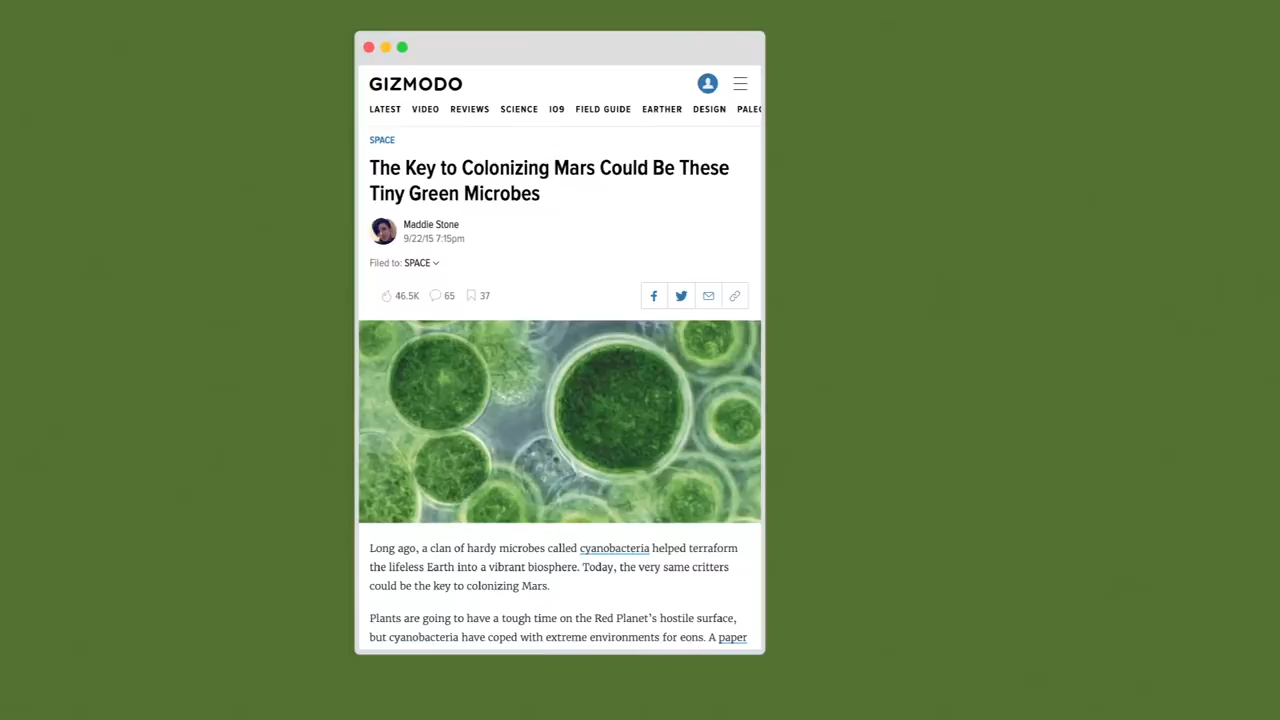 GIZMODO
LATEST VIDEO REVIEWS SCIENCE IO9 FIELD GUIDE EARTHER DESIGN PALEO
SPACE
The Key to Colonizing Mars Could Be These
Tiny Green Microbes
Maddie Stone
9/22/15 7:15pm
Filed to: SPACE
46.5K 65 37
Long ago, a clan of hardy microbes called cyanobacteria helped terraform
the lifeless Earth into a vibrant biosphere. Today, the very same critters
could be the key to colonizing Mars.
Plants are going to have a tough time on the Red Planet's hostile surface,
but cyanobacteria have coped with extreme environments for eons. A paper